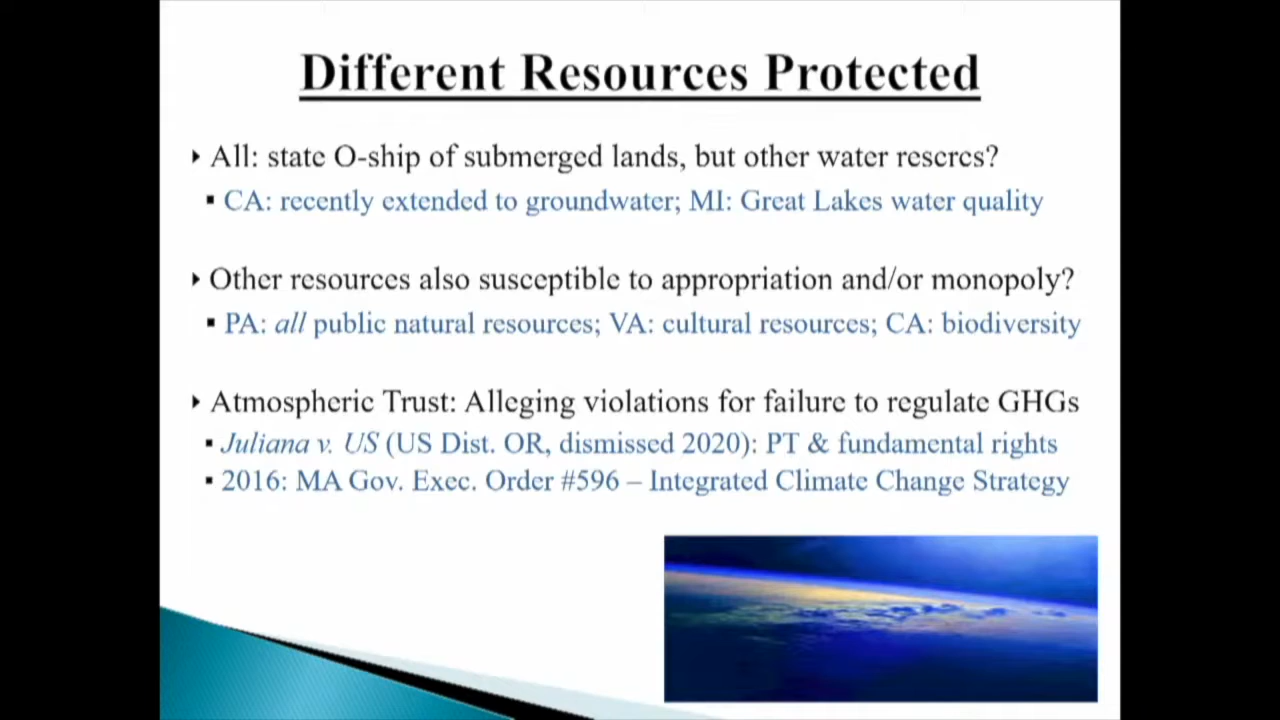 Different Resources Protected
All: state O-ship of submerged lands, but other water resrcs?
CA: recently extended to groundwater; MI: Great Lakes water quality
Other resources also susceptible to appropriation and/or monopoly?
PA: all public natural resources; VA: cultural resources; CA: biodiversity
Atmospheric Trust: Alleging violations for failure to regulate GHGs
Juliana v. US (US Dist. OR, dismissed 2020): PT & fundamental rights
2016: MA Gov. Exec. Order #596 – Integrated Climate Change Strategy